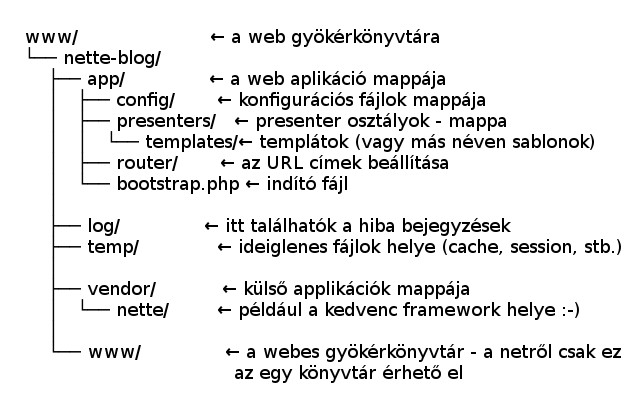 www/ ← a web gyökérkönyvtára
└── nette-blog/
├── app/ ← a web aplikáció mappája
│ ├── config/ ← konfigurációs fájlok mappája
│ ├── presenters/ ← presenter osztályok - mappa
│ │ └── templates/← templátok (vagy más néven sablonok)
│ ├── router/ ← az URL címek beállítása
│ └── bootstrap.php ← indító fájl
├── log/ ← itt találhatók a hiba bejegyzések
├── temp/ ← ideiglenes fájlok helye (cache, session, stb.)
├── vendor/ ← külső applikációk mappája
│ └── nette/ ← például a kedvenc framework helye :-)
└── www/ ← a webes gyökérkönyvtár - a netről csak ez
az egy könyvtár érhető el